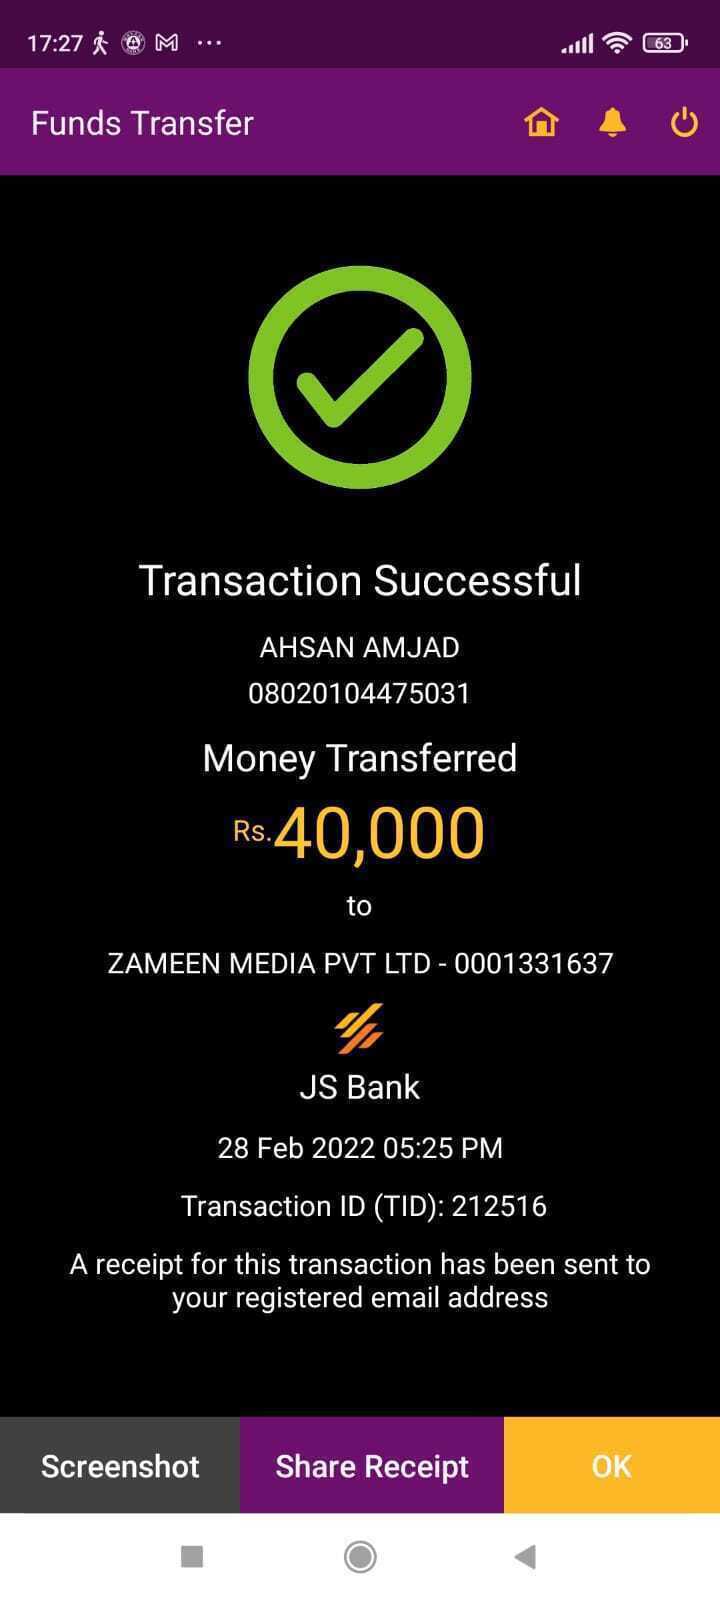 17:27
63
Funds Transfer
Transaction Successful
AHSAN AMJAD
08020104475031
Money Transferred
Rs.40,000
to
ZAMEEN MEDIA PVT LTD - 0001331637
JS Bank
28 Feb 2022 05:25 PM
Transaction ID (TID): 212516
A receipt for this transaction has been sent to
your registered email address
Screenshot
Share Receipt
OK